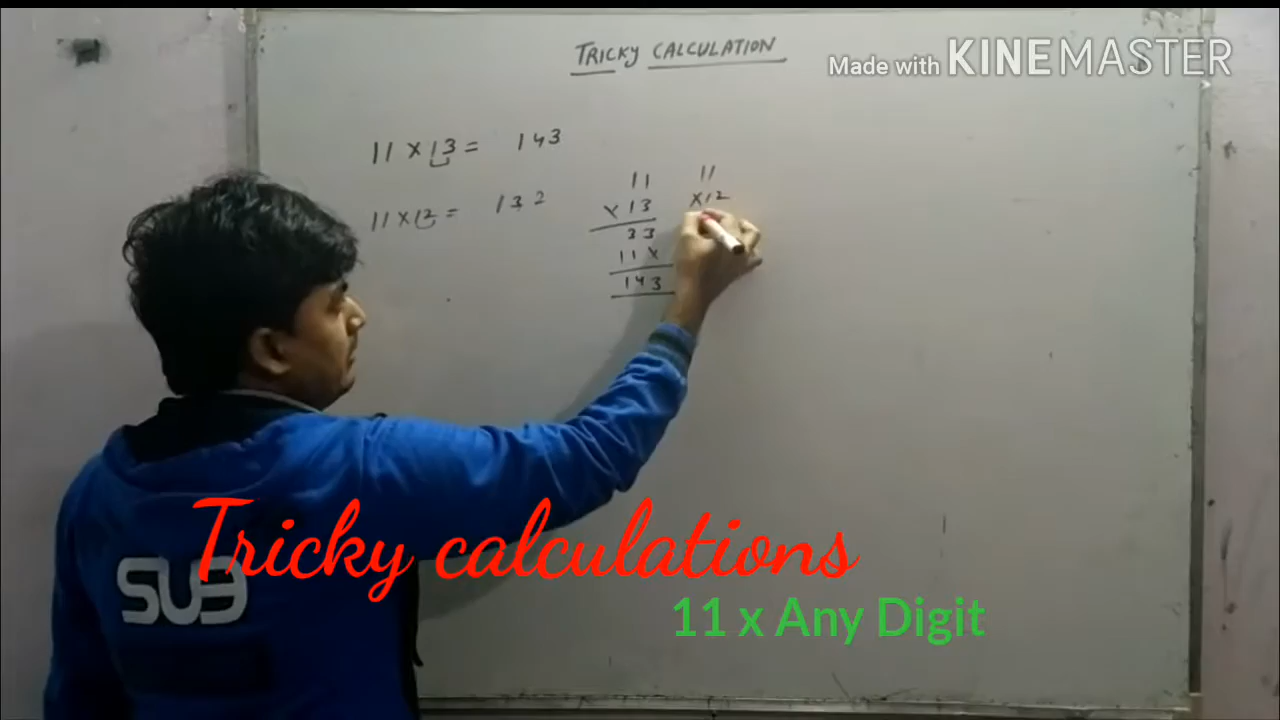 TRICKY CALCULATION
Made with KINEMASTER
11 × 13 = 143
11 × 12 = 132
11
× 13
33
11 ×
143
11
× 12
SUB
Tricky calculations
11 x Any Digit